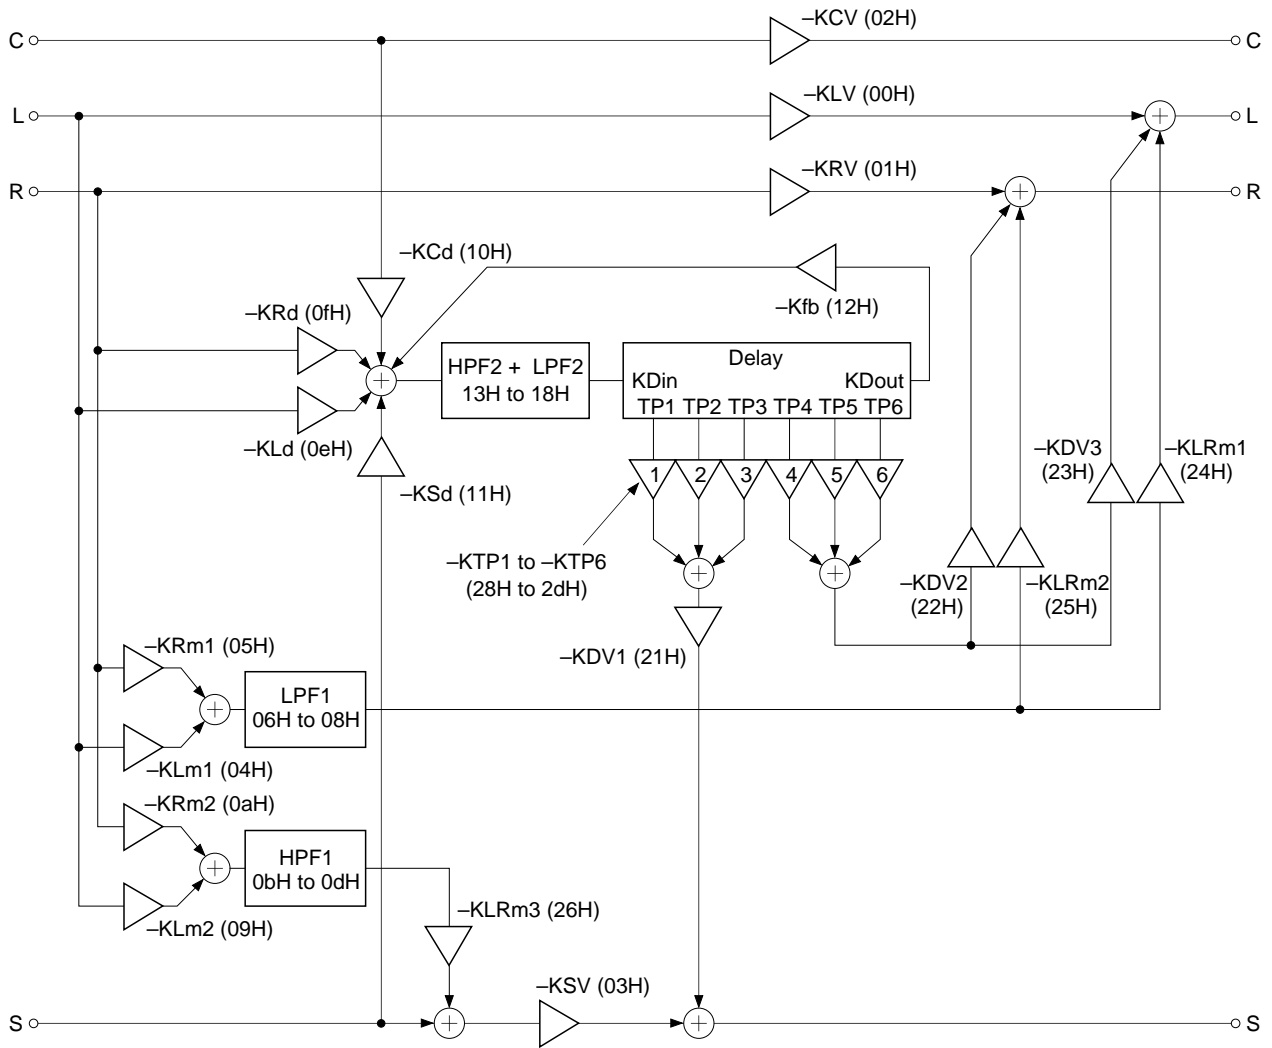 –KCV (02H)
C
C
–KLV (00H)
L
L
–KRV (01H)
R
R
–KCd (10H)
–KRd (0fH)
–Kfb (12H)
HPF2 + LPF2
13H to 18H
Delay
KDin
KDout
TP1 TP2 TP3 TP4 TP5 TP6
–KLd (0eH)
–KSd (11H)
1 2 3 4 5 6
–KDV3
(23H)
–KLRm1
(24H)
–KTP1 to –KTP6
(28H to 2dH)
–KDV2
(22H)
–KLRm2
(25H)
–KDV1 (21H)
–KRm1 (05H)
LPF1
06H to 08H
–KLm1 (04H)
–KRm2 (0aH)
HPF1
0bH to 0dH
–KLm2 (09H)
–KLRm3 (26H)
–KSV (03H)
S
S